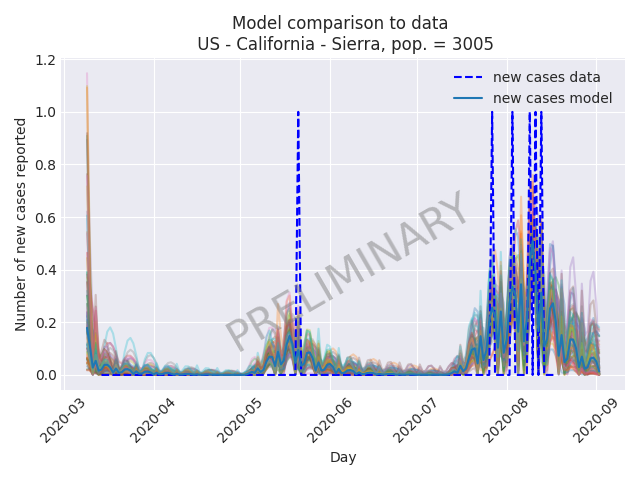 Model comparison to data
US - California - Sierra, pop. = 3005
new cases data
new cases model
PRELIMINARY
Number of new cases reported
1.2
1.0
0.8
0.6
0.4
0.2
0.0
2020-03
2020-04
2020-05
2020-06
2020-07
2020-08
2020-09
Day